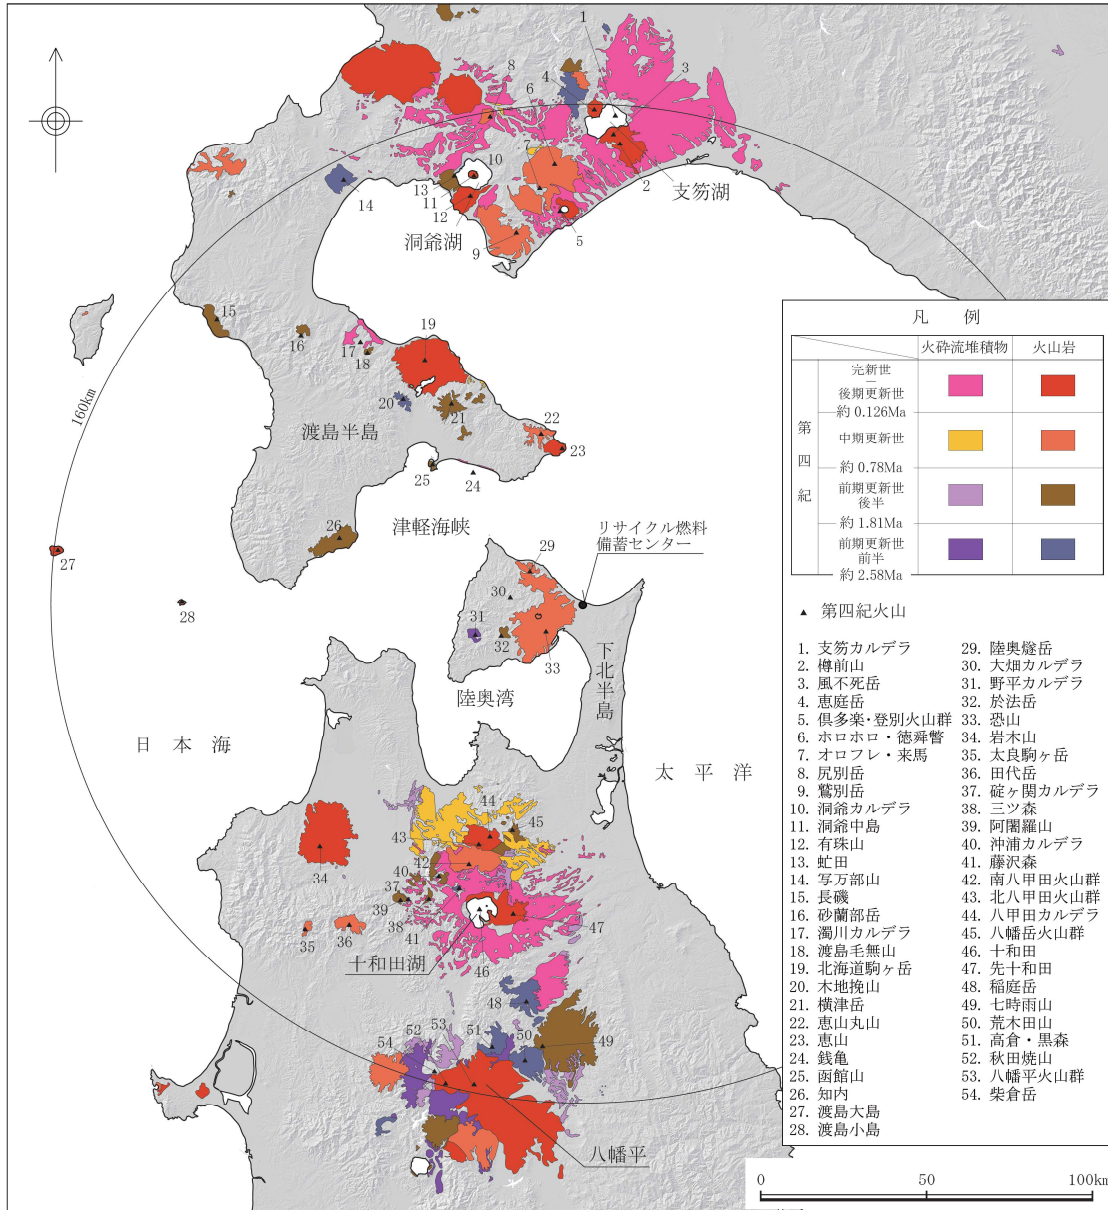 1
3
8
6
4
7
10
13
11
12
14
9
2
5
支笏湖
洞爺湖
15
16
17
18
19
20
21
22
23
24
25
26
27
28
160km
渡島半島
津軽海峡
リサイクル燃料
備蓄センター
29
30
31
32
33
下北半島
陸奥湾
日本海
太平洋
34
35
36
37
38
39
40
41
42
43
44
45
46
47
十和田湖
48
49
50
51
52
53
54
八幡平
凡 例
火砕流堆積物 火山岩
第四紀
完新世
|
後期更新世
約 0.126Ma
中期更新世
約 0.78Ma
前期更新世
後半
約 1.81Ma
前期更新世
前半
約 2.58Ma
▲ 第四紀火山
1. 支笏カルデラ
2. 樽前山
3. 風不死岳
4. 恵庭岳
5. 倶多楽・登別火山群
6. ホロホロ・徳舜瞥
7. オロフレ・来馬
8. 尻別岳
9. 鷲別岳
10. 洞爺カルデラ
11. 洞爺中島
12. 有珠山
13. 虻田
14. 写万部山
15. 長磯
16. 砂蘭部岳
17. 濁川カルデラ
18. 渡島毛無山
19. 北海道駒ヶ岳
20. 木地挽山
21. 横津岳
22. 恵山丸山
23. 恵山
24. 銭亀
25. 函館山
26. 知内
27. 渡島大島
28. 渡島小島
29. 陸奥燧岳
30. 大畑カルデラ
31. 野平カルデラ
32. 於法岳
33. 恐山
34. 岩木山
35. 太良駒ヶ岳
36. 田代岳
37. 碇ヶ関カルデラ
38. 三ツ森
39. 阿闍羅山
40. 沖浦カルデラ
41. 藤沢森
42. 南八甲田火山群
43. 北八甲田火山群
44. 八甲田カルデラ
45. 八幡岳火山群
46. 十和田
47. 先十和田
48. 稲庭岳
49. 七時雨山
50. 荒木田山
51. 高倉・黒森
52. 秋田焼山
53. 八幡平火山群
54. 柴倉岳
0 50 100km